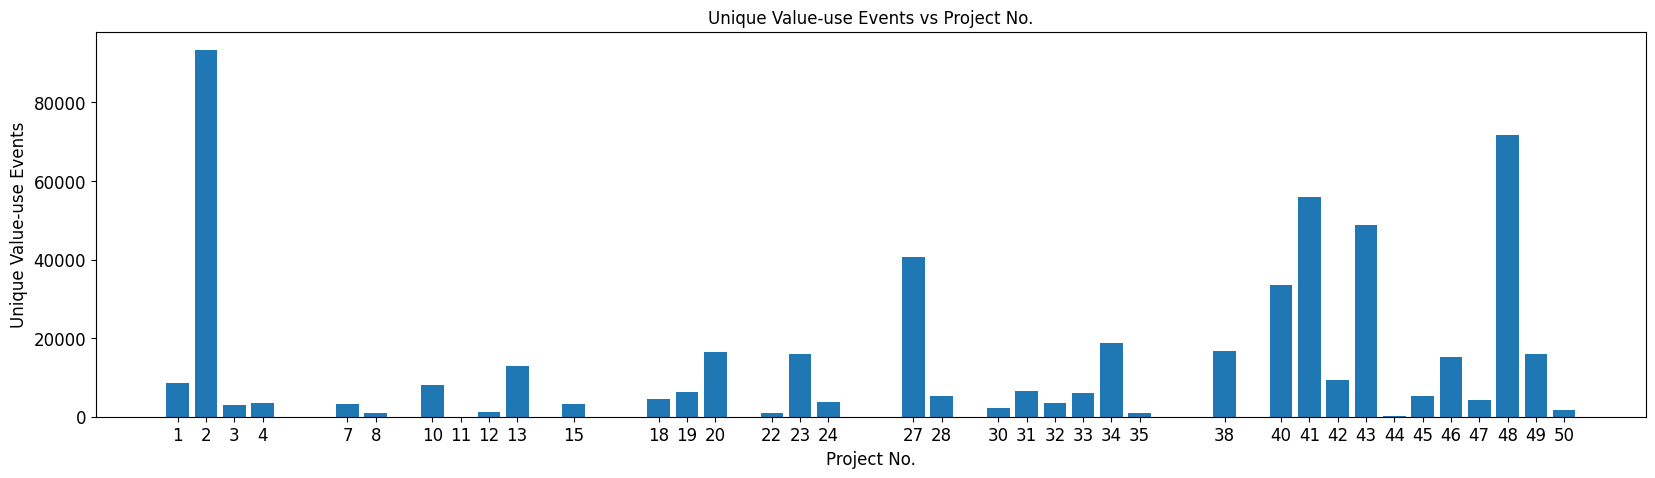 Unique Value-use Events vs Project No.
Unique Value-use Events
80000
60000
40000
20000
0
1 2 3 4 7 8 10 11 12 13 15 18 19 20 22 23 24 27 28 30 31 32 33 34 35 38 40 41 42 43 44 45 46 47 48 49 50
Project No.